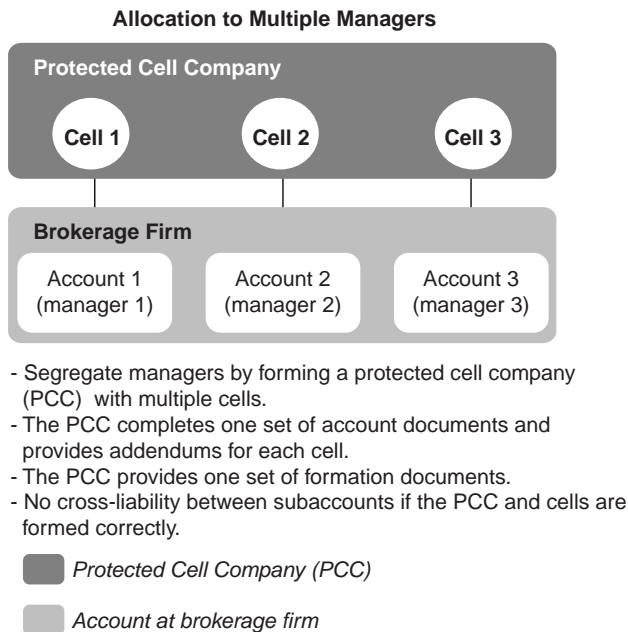 Allocation to Multiple Managers
Protected Cell Company
Cell 1 Cell 2 Cell 3
Brokerage Firm
Account 1 Account 2 Account 3
(manager 1) (manager 2) (manager 3)
- Segregate managers by forming a protected cell company
(PCC) with multiple cells.
- The PCC completes one set of account documents and
provides addendums for each cell.
- The PCC provides one set of formation documents.
- No cross-liability between subaccounts if the PCC and cells are
formed correctly.
Protected Cell Company (PCC)
Account at brokerage firm